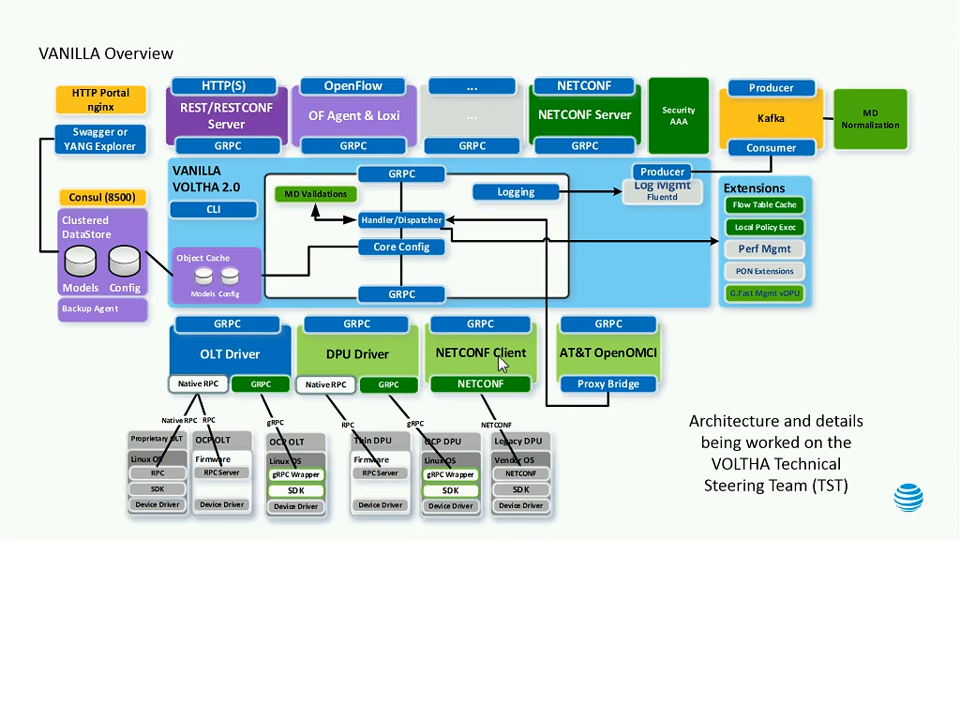 VANILLA Overview
HTTP Portal
nginx
Swagger or
YANG Explorer
Consul (8500)
Clustered
DataStore
Models Config
Backup Agent
HTTP(S)
REST/RESTCONF
Server
GRPC
OpenFlow
OF Agent & Loxi
GRPC
...
...
GRPC
NETCONF
NETCONF Server
GRPC
Security
AAA
Producer
Kafka
Consumer
MD
Normalization
VANILLA
VOLTHA 2.0
CLI
Object Cache
Models Config
GRPC
MD Validations
Logging
Handler/Dispatcher
Core Config
GRPC
Producer
Log Mgmt
Fluentd
Extensions
Flow Table Cache
Local Policy Exec
Perf Mgmt
PON Extensions
G.Fast Mgmt vDPU
GRPC
OLT Driver
Native RPC
GRPC
GRPC
DPU Driver
Native RPC
GRPC
GRPC
NETCONF Client
NETCONF
GRPC
AT&T OpenOMCI
Proxy Bridge
Native RPC
RPC
gRPC
RPC
gRPC
NETCONF
Proprietary OLT
Linux OS
RPC
SDK
Device Driver
OCP OLT
Firmware
RPC Server
Device Driver
OCP OLT
Linux OS
gRPC Wrapper
SDK
Device Driver
Thin DPU
Firmware
RPC Server
Device Driver
OCP DPU
Linux OS
gRPC Wrapper
SDK
Device Driver
Legacy DPU
Vendor OS
NETCONF
SDK
Device Driver
Architecture and details
being worked on the
VOLTHA Technical
Steering Team (TST)